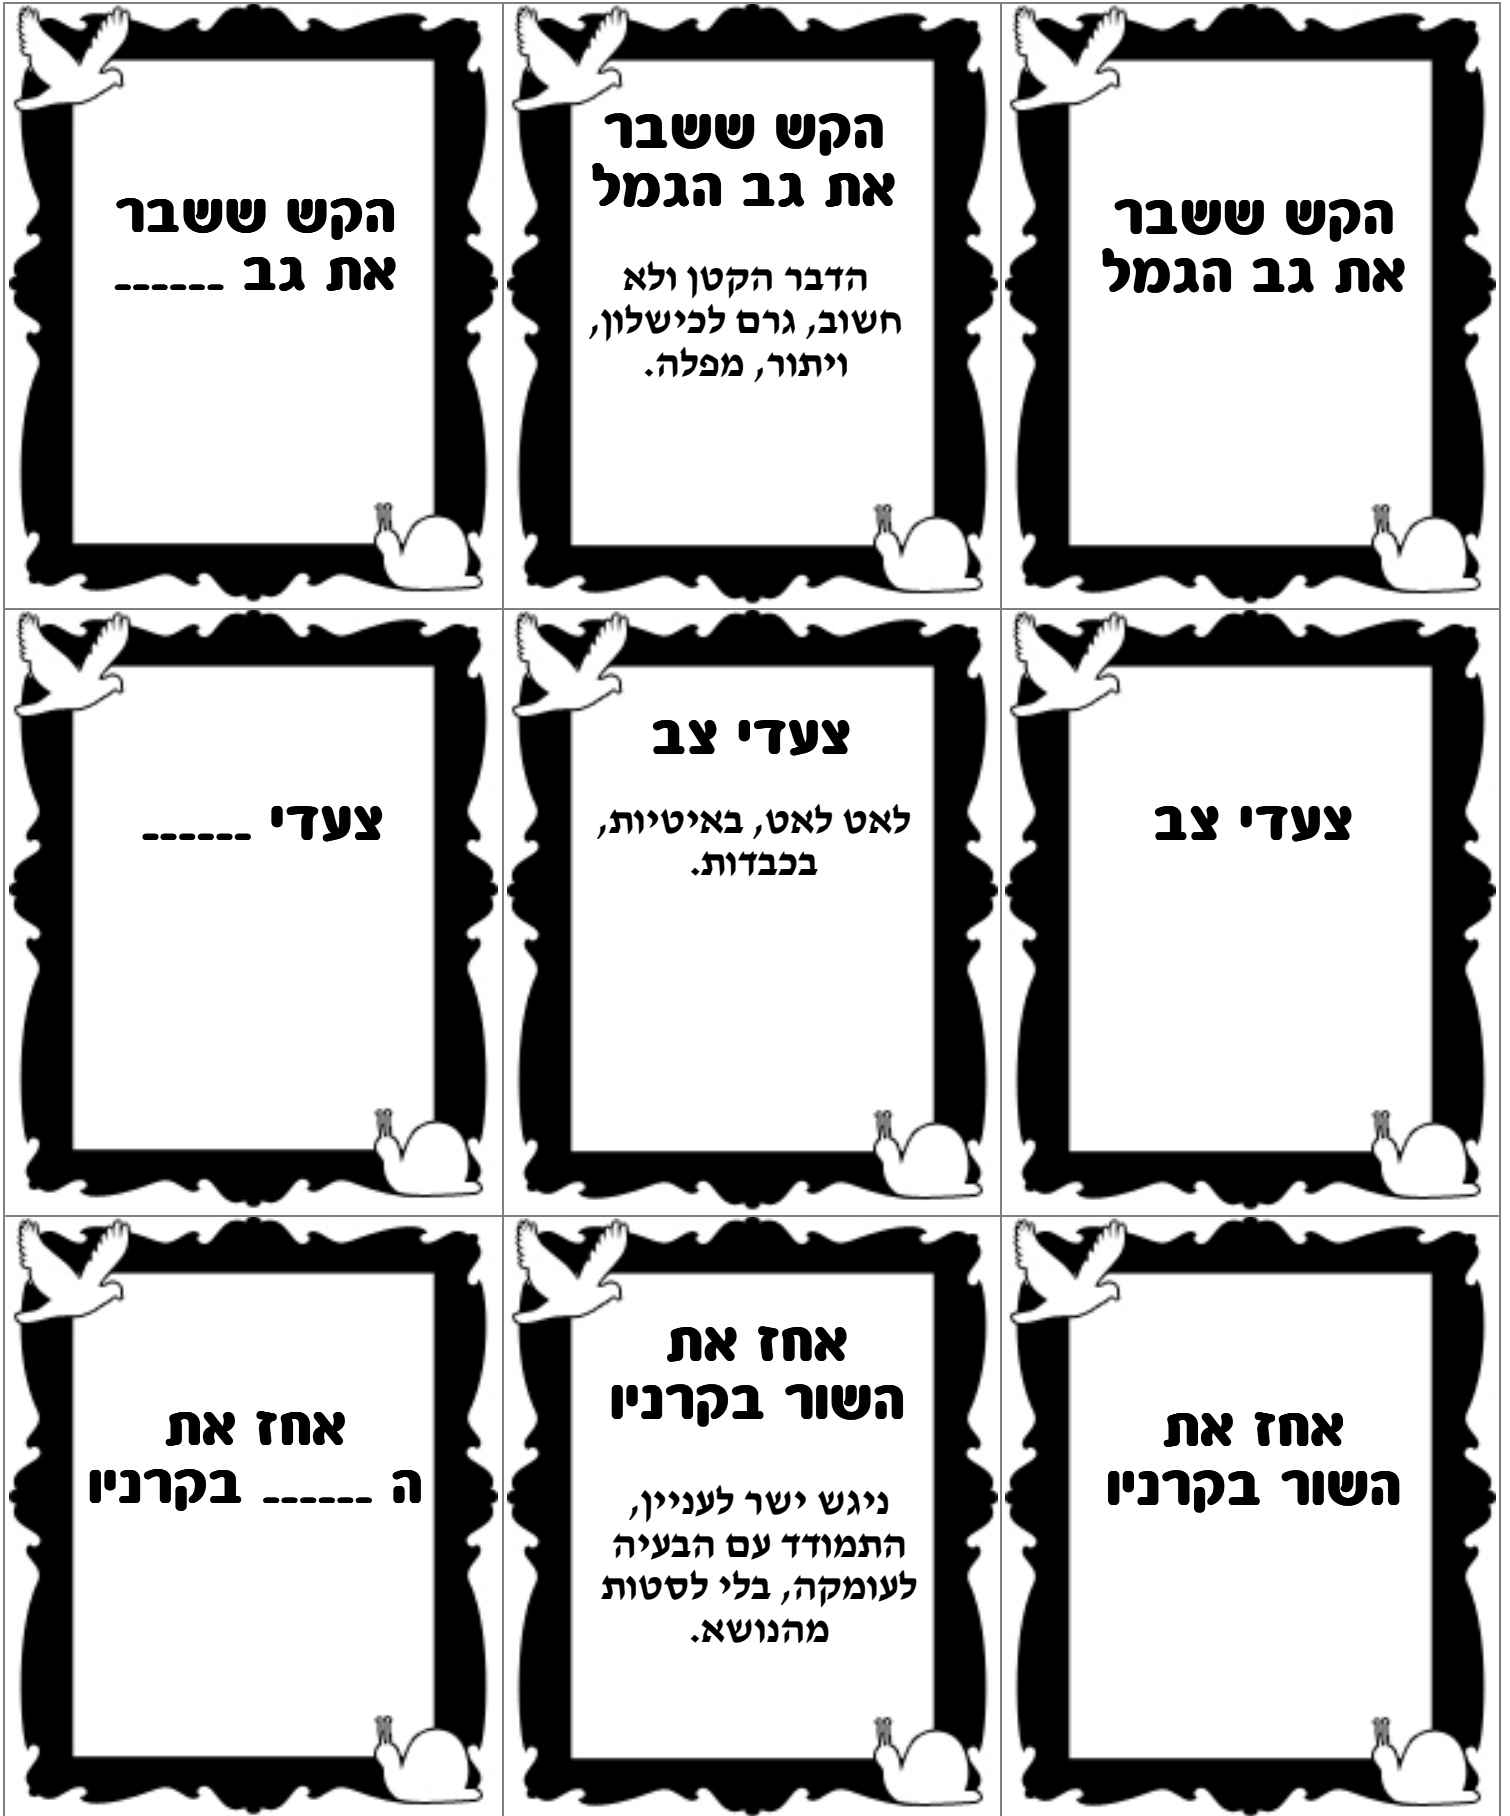 הקש ששבר
את גב הגמל
הקש ששבר
את גב הגמל
הדבר הקטן ולא
חשוב, גרם לכישלון,
ויתור, מפלה.
הקש ששבר
את גב ______
צעדי צב
צעדי צב
לאט לאט, באיטיות,
בכבדות.
צעדי ______
אחז את
השור בקרניו
אחז את
השור בקרניו
ניגש ישר לעניין,
התמודד עם הבעיה
לעומקה, בלי לסטות
מהנושא.
אחז את
ה ______ בקרניו